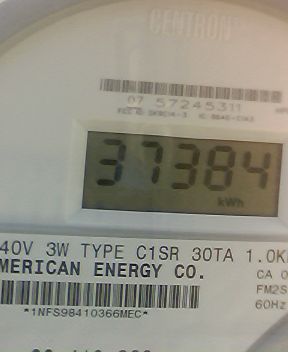 CENTRON
07 57245311
37384
kWh
40V 3W TYPE C1SR 30TA 1.0K
MERICAN ENERGY CO.
CA 0
FM2S
60Hz
*1NFS98410366MEC*